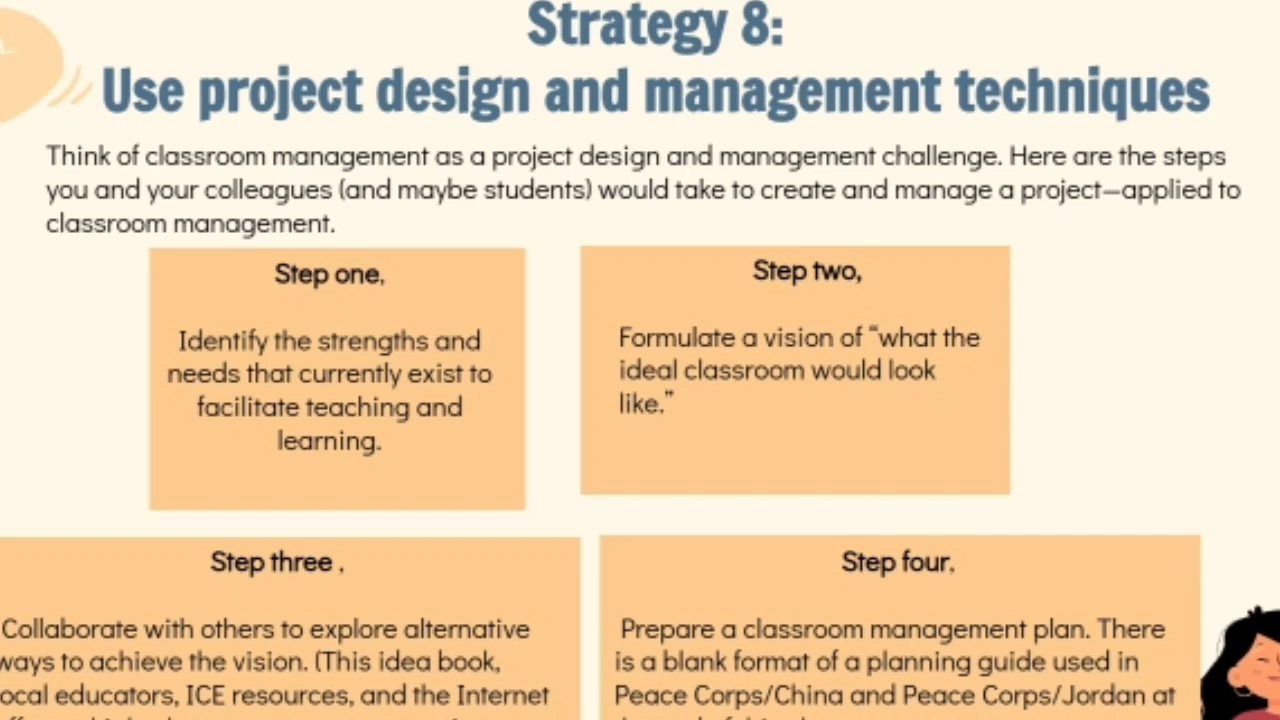 Strategy 8:
Use project design and management techniques
Think of classroom management as a project design and management challenge. Here are the steps
you and your colleagues (and maybe students) would take to create and manage a project—applied to
classroom management.
Step one,
Identify the strengths and
needs that currently exist to
facilitate teaching and
learning.
Step two,
Formulate a vision of “what the
ideal classroom would look
like.”
Step three ,
Collaborate with others to explore alternative
ways to achieve the vision. (This idea book,
local educators, ICE resources, and the Internet
Step four,
Prepare a classroom management plan. There
is a blank format of a planning guide used in
Peace Corps/China and Peace Corps/Jordan at